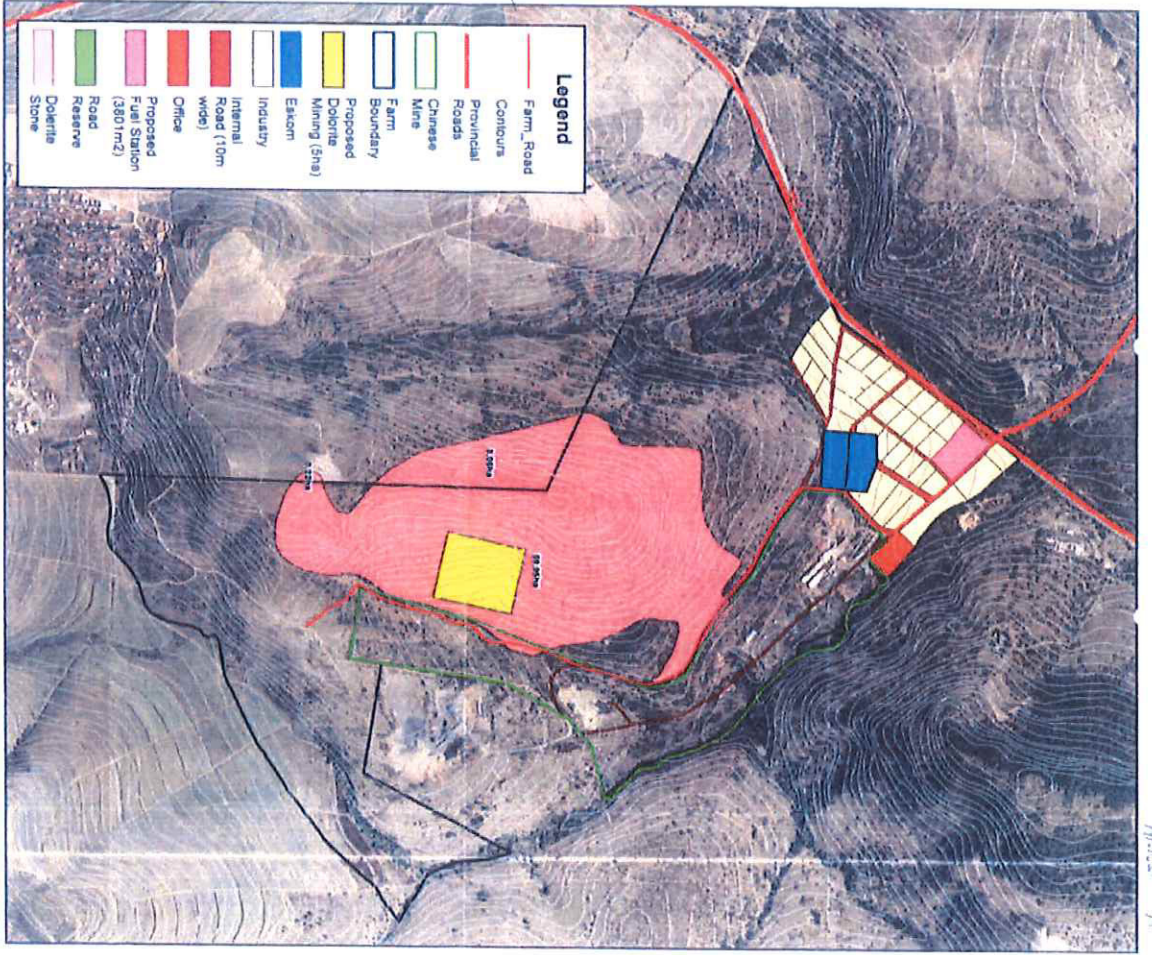 Legend
Farm_Road
Contours
Provincial
Roads
Chinese
Mine
Farm
Boundary
Proposed
Dolorite
Mining (5ha)
Eskom
Industry
Internal
Road (10m
wide)
Office
Proposed
Fuel Station
(3801m2)
Road
Reserve
Dolerite
Stone